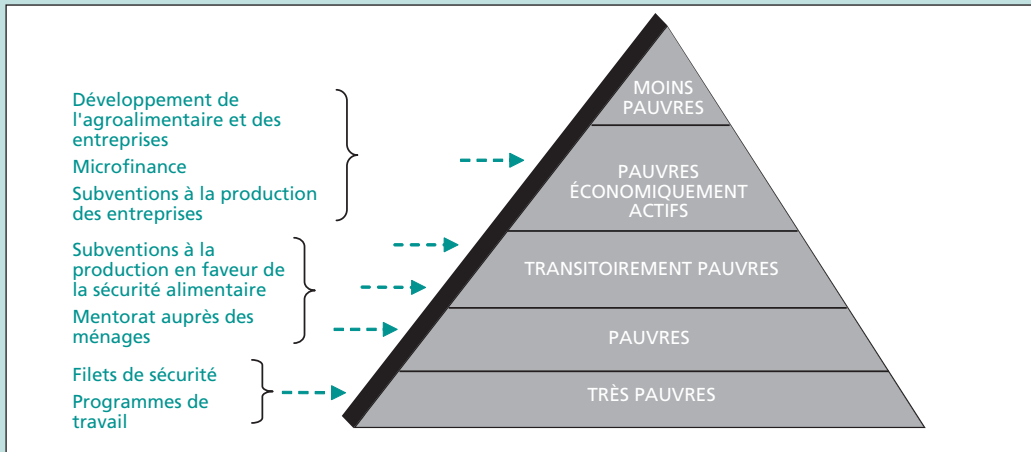 Développement de
l'agroalimentaire et des
entreprises
Microfinance
Subventions à la production
des entreprises
Subventions à la
production en faveur de
la sécurité alimentaire
Mentorat auprès des
ménages
Filets de sécurité
Programmes de
travail
MOINS
PAUVRES
PAUVRES
ÉCONOMIQUEMENT
ACTIFS
TRANSITOIREMENT PAUVRES
PAUVRES
TRÈS PAUVRES